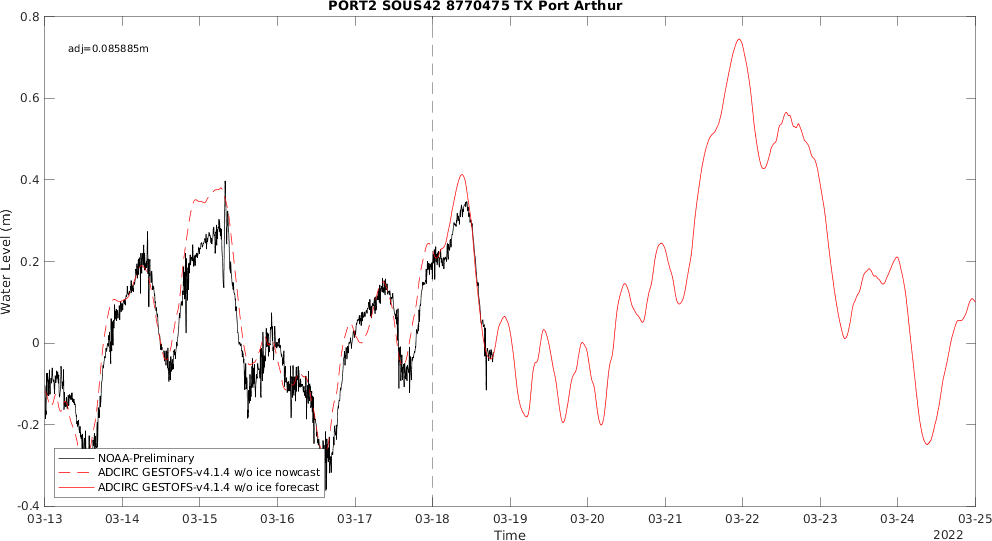 PORT2 SOUS42 8770475 TX Port Arthur
adj=0.085885m
Water Level (m)
0.8
0.6
0.4
0.2
0
-0.2
-0.4
NOAA-Preliminary
ADCIRC GESTOFS-v4.1.4 w/o ice nowcast
ADCIRC GESTOFS-v4.1.4 w/o ice forecast
03-13 03-14 03-15 03-16 03-17 03-18 03-19 03-20 03-21 03-22 03-23 03-24 03-25
Time
2022